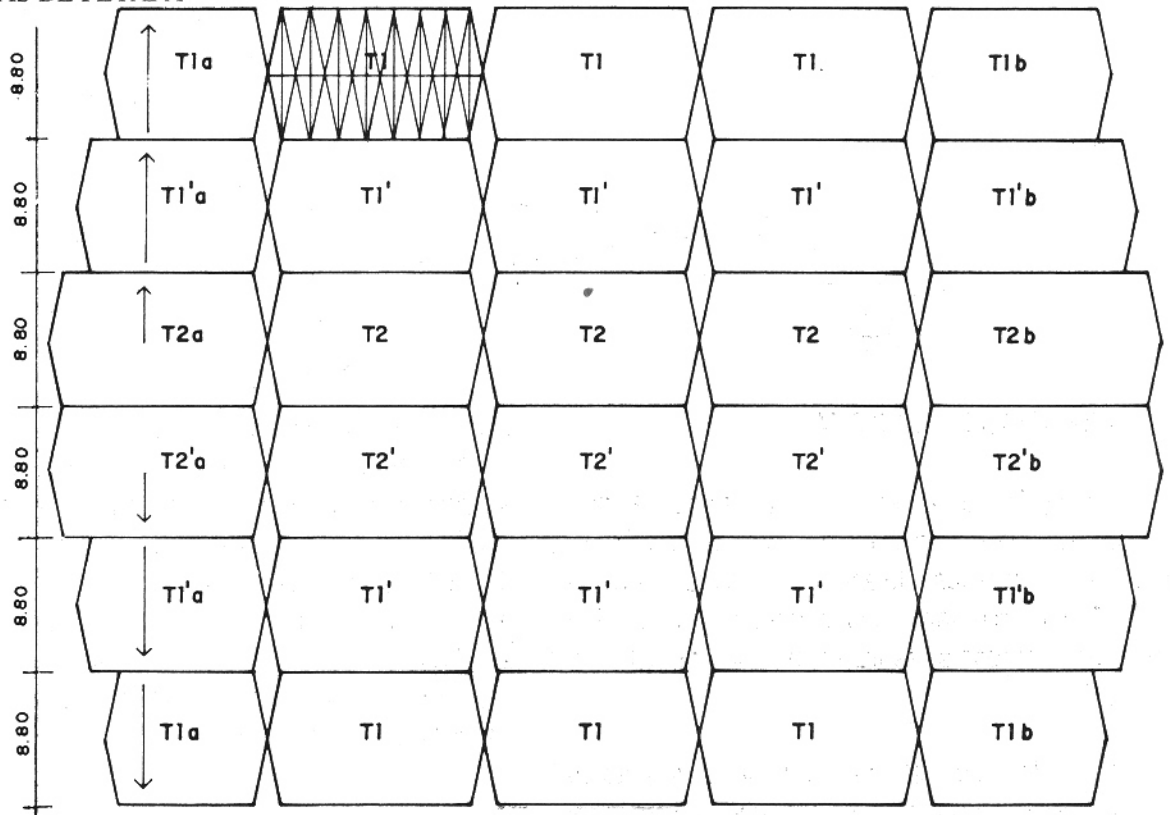 8.80 T1a T1 T1 T1 T1b
8.80 T1'a T1' T1' T1' T1'b
8.80 T2a T2 T2 T2 T2b
8.80 T2'a T2' T2' T2' T2'b
8.80 T1'a T1' T1' T1' T1'b
8.80 T1a T1 T1 T1 T1b